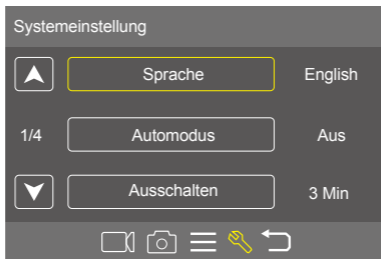 Systemeinstellung
Sprache English
1/4 Automodus Aus
Ausschalten 3 Min